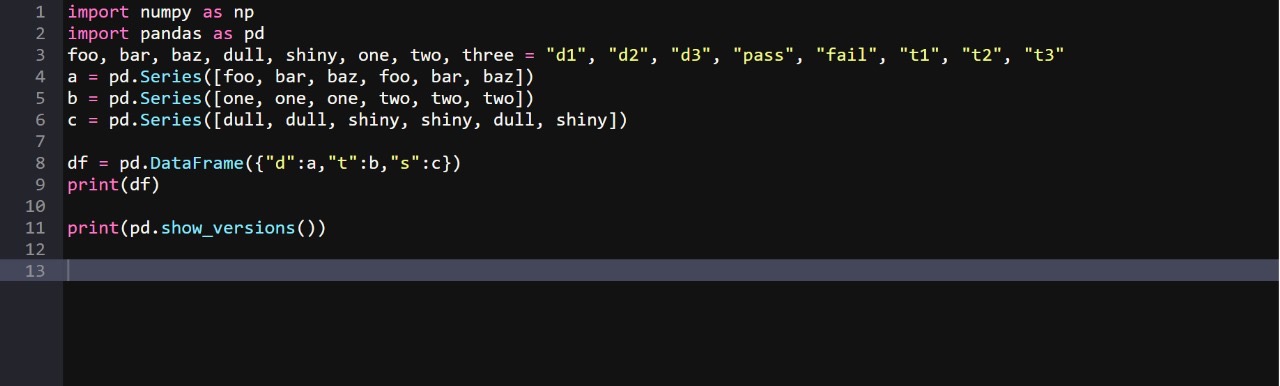 1 import numpy as np
2 import pandas as pd
3 foo, bar, baz, dull, shiny, one, two, three = "d1", "d2", "d3", "pass", "fail", "t1", "t2", "t3"
4 a = pd.Series([foo, bar, baz, foo, bar, baz])
5 b = pd.Series([one, one, one, two, two, two])
6 c = pd.Series([dull, dull, shiny, shiny, dull, shiny])
7
8 df = pd.DataFrame({"d":a,"t":b,"s":c})
9 print(df)
10
11 print(pd.show_versions())
12
13